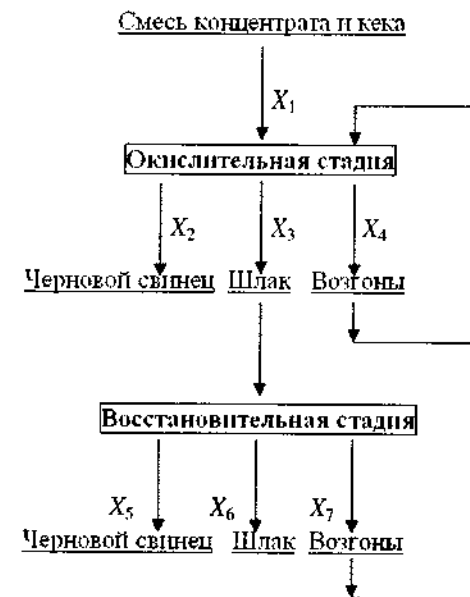 Смесь концентрата и кека
X1
Окислительная стадия
X2 X3 X4
Черновой свинец Шлак Возгоны
Восстановительная стадия
X5 X6 X7
Черновой свинец Шлак Возгоны